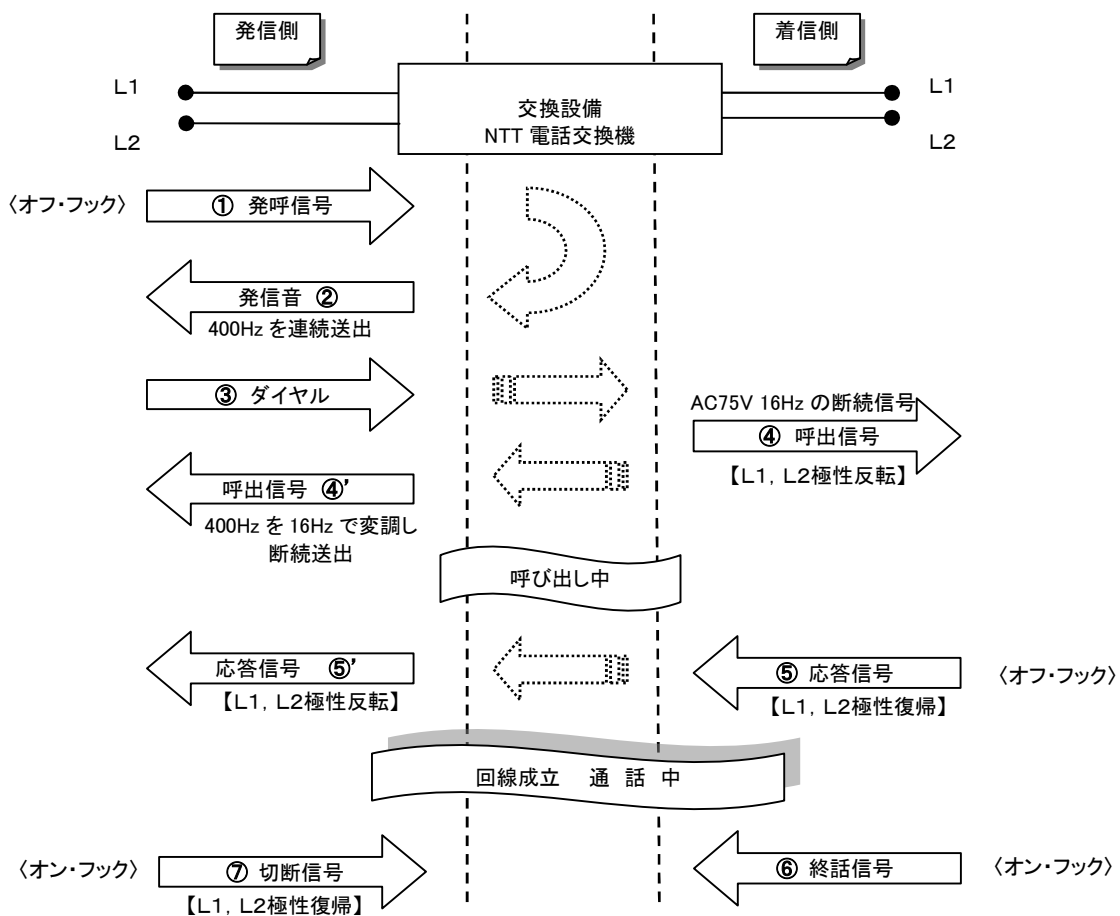 発信側
着信側
L1
L2
交換設備
NTT 電話交換機
L1
L2
〈オフ・フック〉
① 発呼信号
発信音 ②
400Hz を連続送出
③ ダイヤル
AC75V 16Hz の断続信号
④ 呼出信号
【L1, L2極性反転】
呼出信号 ④’
400Hz を 16Hz で変調し
断続送出
呼び出し中
応答信号 ⑤’
【L1, L2極性反転】
⑤ 応答信号
【L1, L2極性復帰】
〈オフ・フック〉
回線成立 通 話 中
〈オン・フック〉
⑦ 切断信号
【L1, L2極性復帰】
⑥ 終話信号
〈オン・フック〉